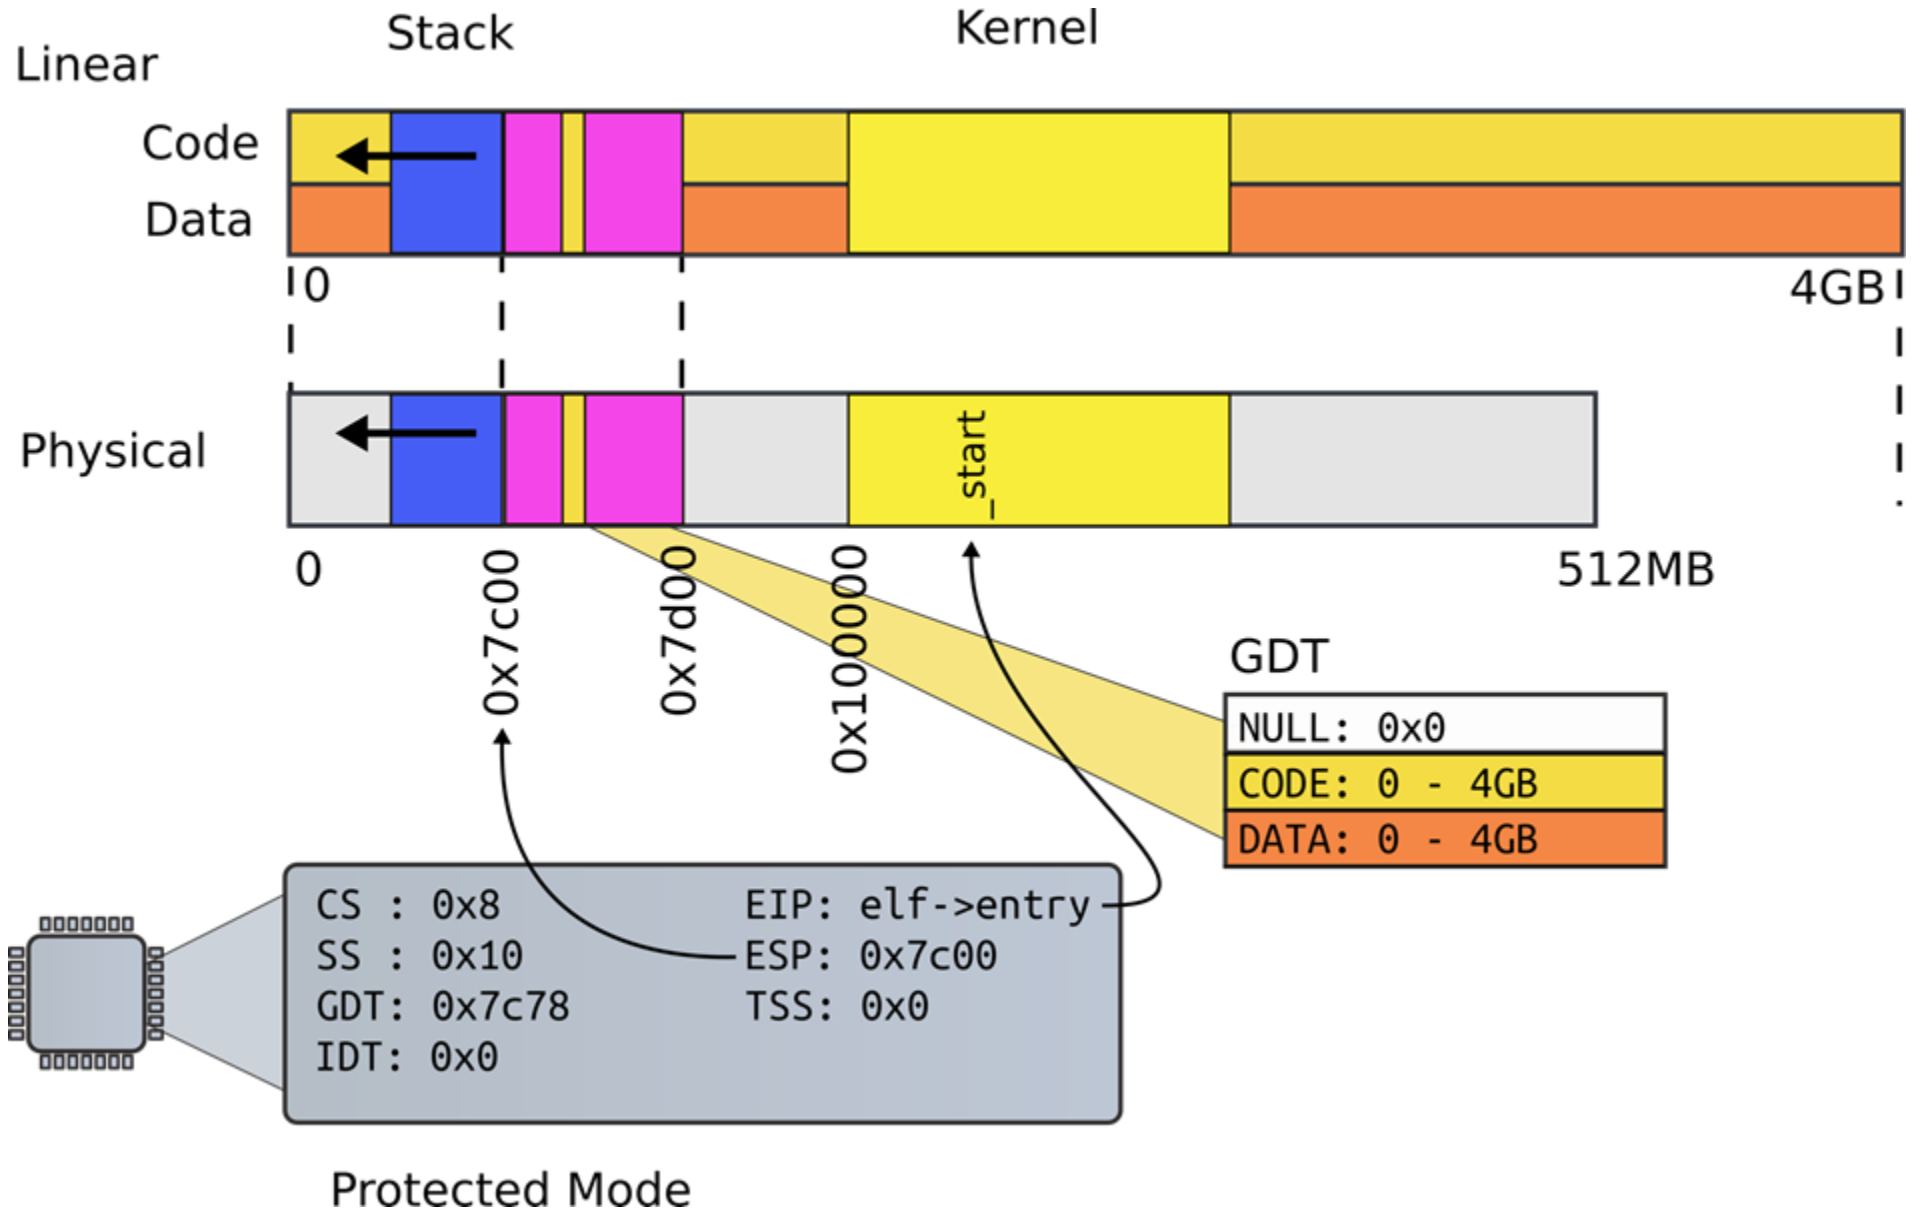 Stack
Kernel
Linear
Code
Data
0
4GB
Physical
_start
0
0x7c00
0x7d00
0x100000
512MB
GDT
NULL: 0x0
CODE: 0 - 4GB
DATA: 0 - 4GB
CS : 0x8
EIP: elf->entry
SS : 0x10
ESP: 0x7c00
GDT: 0x7c78
TSS: 0x0
IDT: 0x0
Protected Mode